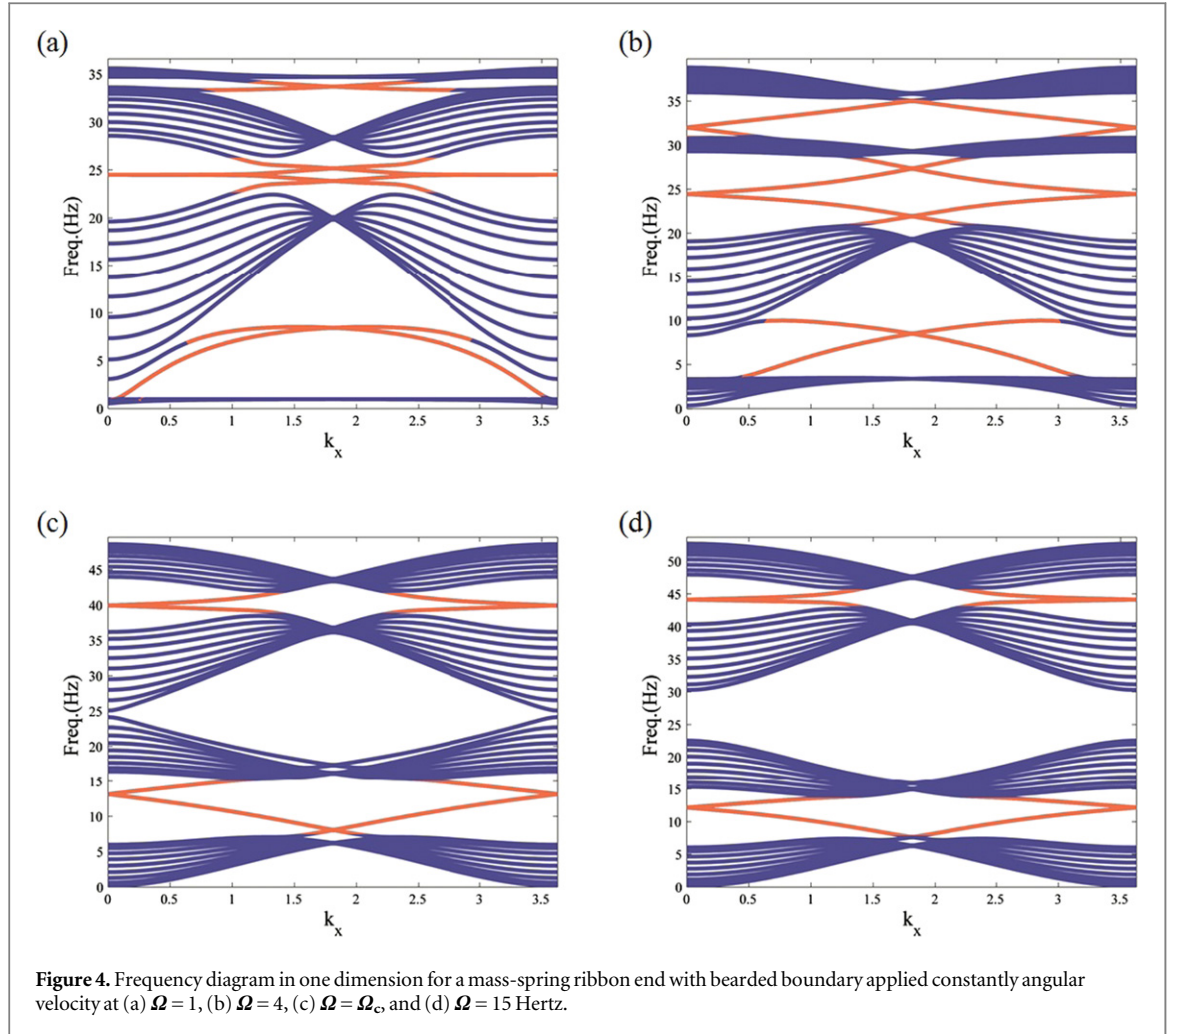 (a)
35
30
25
20
15
10
5
0
Freq.(Hz)
0 0.5 1 1.5 2 2.5 3 3.5
k_x
(b)
35
30
25
20
15
10
5
0
Freq.(Hz)
0 0.5 1 1.5 2 2.5 3 3.5
k_x
(c)
45
40
35
30
25
20
15
10
5
0
Freq.(Hz)
0 0.5 1 1.5 2 2.5 3 3.5
k_x
(d)
50
45
40
35
30
25
20
15
10
5
0
Freq.(Hz)
0 0.5 1 1.5 2 2.5 3 3.5
k_x
Figure 4. Frequency diagram in one dimension for a mass-spring ribbon end with bearded boundary applied constantly angular
velocity at (a) Ω = 1, (b) Ω = 4, (c) Ω = Ω_c, and (d) Ω = 15 Hertz.